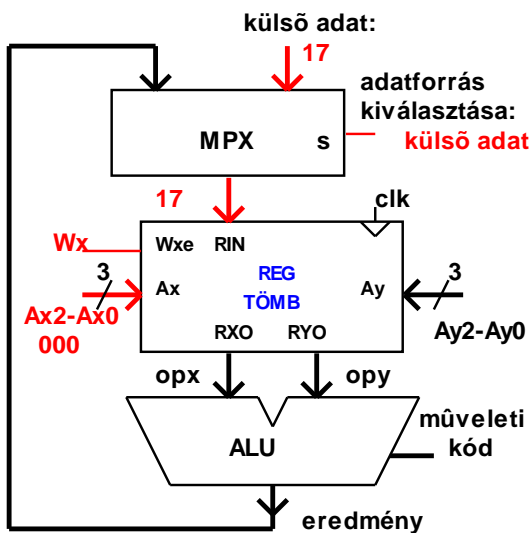 külsõ adat:
17
adatforrás
kiválasztása:
külsõ adat
MPX
s
17
clk
Wx
Wxe
RIN
3
REG
TÖMB
3
Ax
Ay
Ax2-Ax0
000
Ay2-Ay0
RXO
RYO
opx
opy
ALU
mûveleti
kód
eredmény